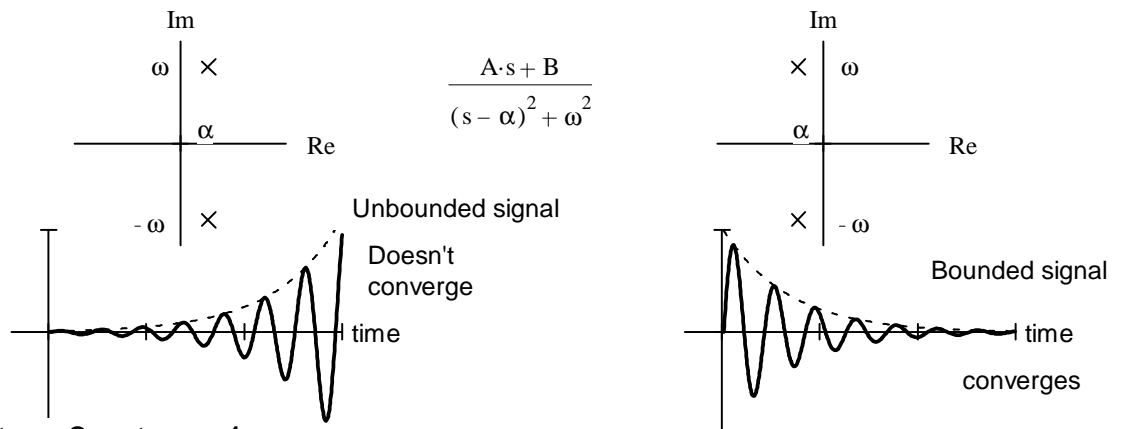 Im
ω
α
Re
- ω
A·s + B
(s - α)² + ω²
Im
ω
α
Re
- ω
Unbounded signal
Doesn't
converge
time
Bounded signal
time
converges